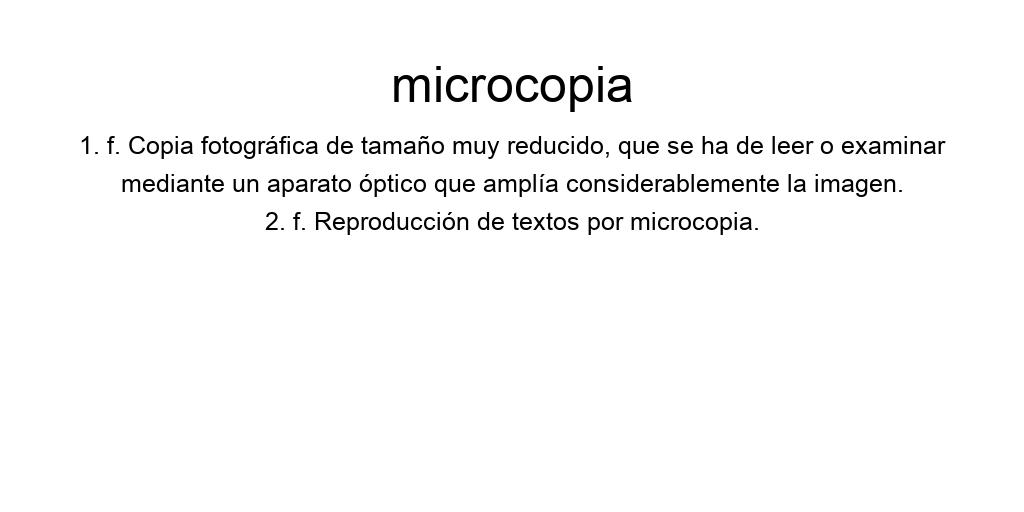 microcopia
1. f. Copia fotográfica de tamaño muy reducido, que se ha de leer o examinar
mediante un aparato óptico que amplía considerablemente la imagen.
2. f. Reproducción de textos por microcopia.